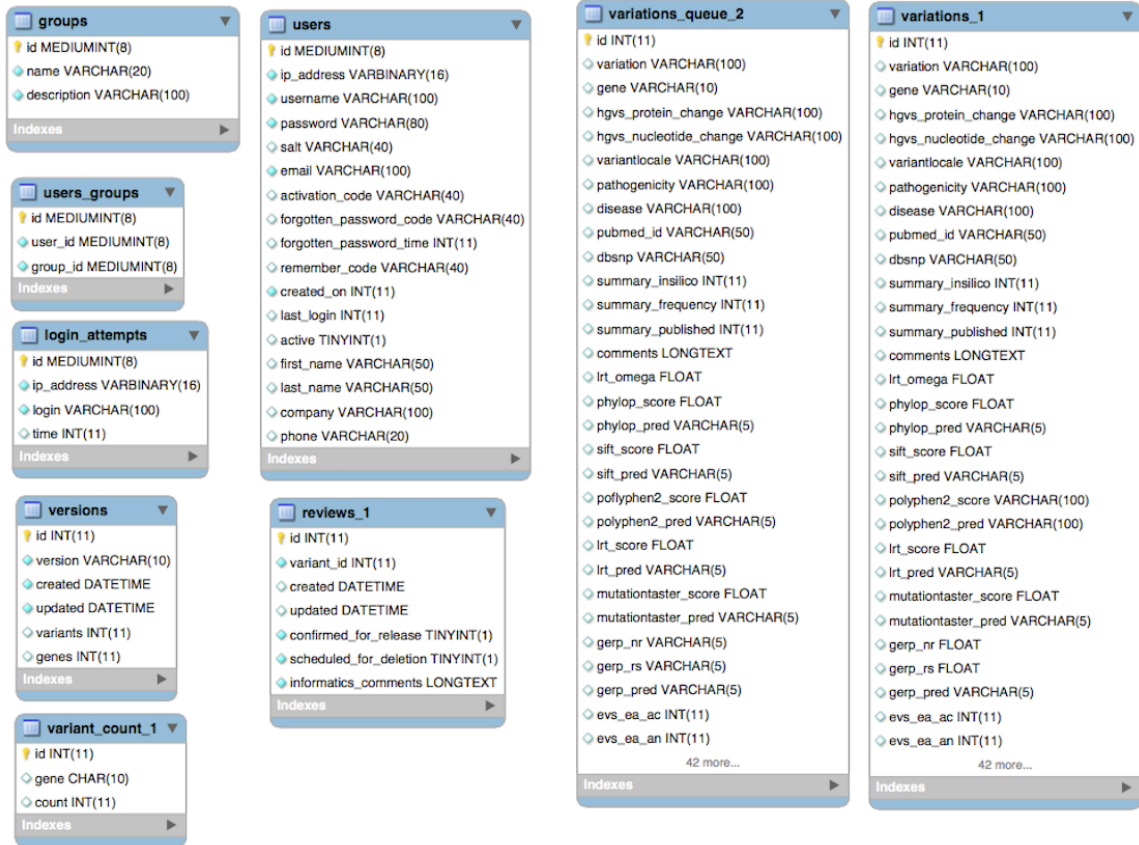 groups
id MEDIUMINT(8)
name VARCHAR(20)
description VARCHAR(100)
Indexes
users_groups
id MEDIUMINT(8)
user_id MEDIUMINT(8)
group_id MEDIUMINT(8)
Indexes
login_attempts
id MEDIUMINT(8)
ip_address VARBINARY(16)
login VARCHAR(100)
time INT(11)
Indexes
versions
id INT(11)
version VARCHAR(10)
created DATETIME
updated DATETIME
variants INT(11)
genes INT(11)
Indexes
variant_count_1
id INT(11)
gene CHAR(10)
count INT(11)
Indexes
users
id MEDIUMINT(8)
ip_address VARBINARY(16)
username VARCHAR(100)
password VARCHAR(80)
salt VARCHAR(40)
email VARCHAR(100)
activation_code VARCHAR(40)
forgotten_password_code VARCHAR(40)
forgotten_password_time INT(11)
remember_code VARCHAR(40)
created_on INT(11)
last_login INT(11)
active TINYINT(1)
first_name VARCHAR(50)
last_name VARCHAR(50)
company VARCHAR(100)
phone VARCHAR(20)
Indexes
reviews_1
id INT(11)
variant_id INT(11)
created DATETIME
updated DATETIME
confirmed_for_release TINYINT(1)
scheduled_for_deletion TINYINT(1)
informatics_comments LONGTEXT
Indexes
variations_queue_2
id INT(11)
variation VARCHAR(100)
gene VARCHAR(10)
hgvs_protein_change VARCHAR(100)
hgvs_nucleotide_change VARCHAR(100)
variantlocale VARCHAR(100)
pathogenicity VARCHAR(100)
disease VARCHAR(100)
pubmed_id VARCHAR(50)
dbsnp VARCHAR(50)
summary_insilico INT(11)
summary_frequency INT(11)
summary_published INT(11)
comments LONGTEXT
lrt_omega FLOAT
phylop_score FLOAT
phylop_pred VARCHAR(5)
sift_score FLOAT
sift_pred VARCHAR(5)
poflyphen2_score FLOAT
polyphen2_pred VARCHAR(5)
lrt_score FLOAT
lrt_pred VARCHAR(5)
mutationtaster_score FLOAT
mutationtaster_pred VARCHAR(5)
gerp_nr VARCHAR(5)
gerp_rs VARCHAR(5)
gerp_pred VARCHAR(5)
evs_ea_ac INT(11)
evs_ea_an INT(11)
42 more...
Indexes
variations_1
id INT(11)
variation VARCHAR(100)
gene VARCHAR(10)
hgvs_protein_change VARCHAR(100)
hgvs_nucleotide_change VARCHAR(100)
variantlocale VARCHAR(100)
pathogenicity VARCHAR(100)
disease VARCHAR(100)
pubmed_id VARCHAR(50)
dbsnp VARCHAR(50)
summary_insilico INT(11)
summary_frequency INT(11)
summary_published INT(11)
comments LONGTEXT
lrt_omega FLOAT
phylop_score FLOAT
phylop_pred VARCHAR(5)
sift_score FLOAT
sift_pred VARCHAR(5)
polyphen2_score VARCHAR(100)
polyphen2_pred VARCHAR(100)
lrt_score FLOAT
lrt_pred VARCHAR(5)
mutationtaster_score FLOAT
mutationtaster_pred VARCHAR(5)
gerp_nr FLOAT
gerp_rs FLOAT
gerp_pred VARCHAR(5)
evs_ea_ac INT(11)
evs_ea_an INT(11)
42 more...
Indexes